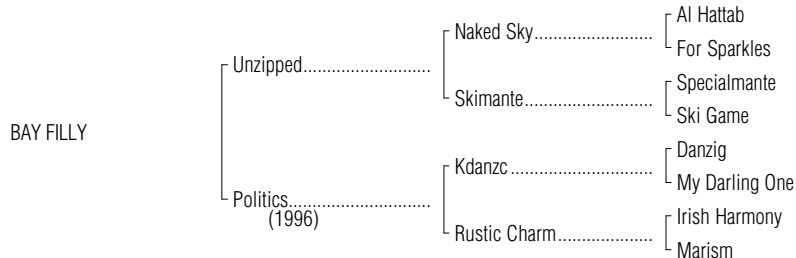 Al Hattab
Naked Sky........................
For Sparkles
Unzipped..........................
Specialmante
Skimante..........................
Ski Game
BAY FILLY
Danzig
Kdanzc ............................
My Darling One
Politics.............................
(1996)
Irish Harmony
Rustic Charm...................
Marism